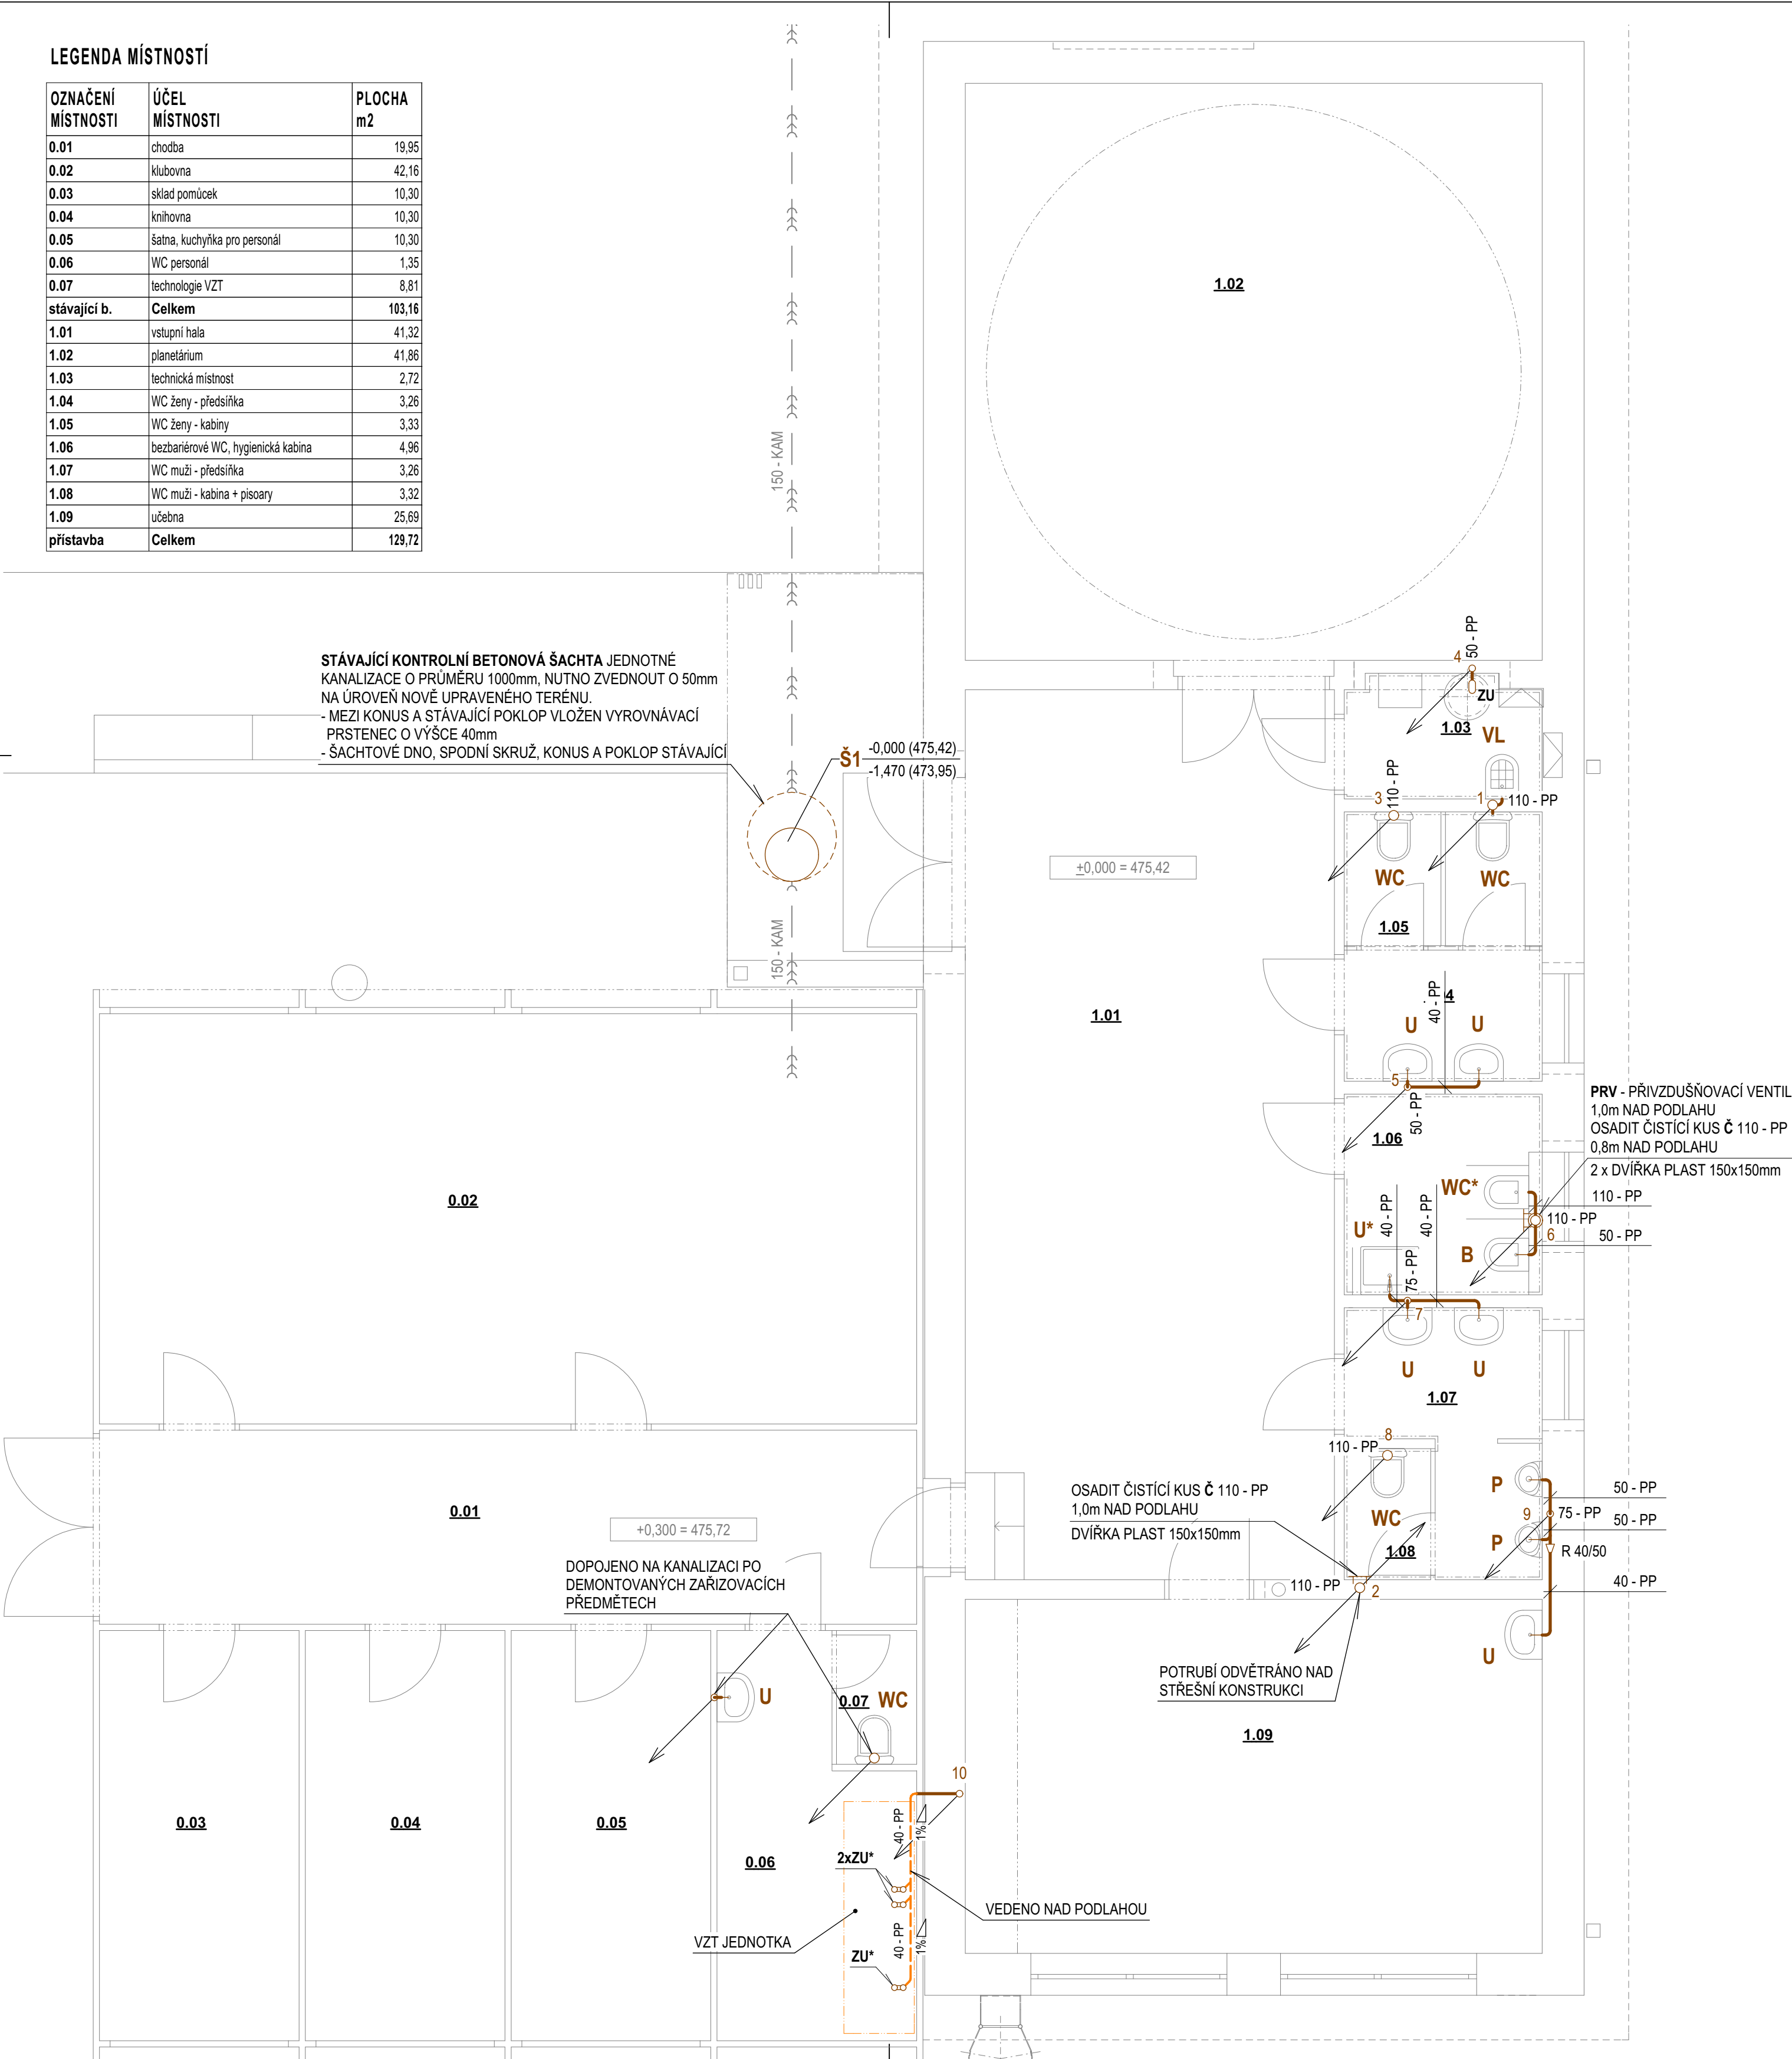 LEGENDA MÍSTNOSTÍ
OZNAČENÍ MÍSTNOSTI ÚČEL MÍSTNOSTI PLOCHA m2
0.01 chodba 19,95
0.02 klubovna 42,16
0.03 sklad pomůcek 10,30
0.04 knihovna 10,30
0.05 šatna, kuchyňka pro personál 10,30
0.06 WC personál 1,35
0.07 technologie VZT 8,81
stávající b. Celkem 103,16
1.01 vstupní hala 41,32
1.02 planetárium 41,86
1.03 technická místnost 2,72
1.04 WC ženy - předsíňka 3,26
1.05 WC ženy - kabiny 3,33
1.06 bezbariérové WC, hygienická kabina 4,96
1.07 WC muži - předsíňka 3,26
1.08 WC muži - kabina + pisoary 3,32
1.09 učebna 25,69
přístavba Celkem 129,72
150 - KAM
1.02
STÁVAJÍCÍ KONTROLNÍ BETONOVÁ ŠACHTA JEDNOTNÉ
KANALIZACE O PRŮMĚRU 1000mm, NUTNO ZVEDNOUT O 50mm
NA ÚROVEŇ NOVĚ UPRAVENÉHO TERÉNU.
- MEZI KONUS A STÁVAJÍCÍ POKLOP VLOŽEN VYROVNÁVACÍ
PRSTENEC O VÝŠCE 40mm
- ŠACHTOVÉ DNO, SPODNÍ SKRUŽ, KONUS A POKLOP STÁVAJÍCÍ
Š1
-0,000 (475,42)
-1,470 (473,95)
4
50 - PP
ZU
1.03
VL
3
110 - PP
1
110 - PP
+0,000 = 475,42
WC
WC
1.05
150 - KAM
40 - PP
4
1.01
U
U
5
50 - PP
1.06
PRV - PŘIVZDUŠŇOVACÍ VENTIL
1,0m NAD PODLAHU
OSADIT ČISTÍCÍ KUS Č 110 - PP
0,8m NAD PODLAHU
2 x DVÍŘKA PLAST 150x150mm
0.02
WC*
110 - PP
110 - PP
6
50 - PP
U*
40 - PP
40 - PP
75 - PP
B
7
U
U
1.07
8
110 - PP
OSADIT ČISTÍCÍ KUS Č 110 - PP
1,0m NAD PODLAHU
DVÍŘKA PLAST 150x150mm
WC
1.08
P
50 - PP
9
75 - PP
50 - PP
P
R 40/50
40 - PP
0.01
+0,300 = 475,72
DOPOJENO NA KANALIZACI PO
DEMONTOVANÝCH ZAŘIZOVACÍCH
PŘEDMĚTECH
110 - PP
2
U
POTRUBÍ ODVĚTRÁNO NAD
STŘEŠNÍ KONSTRUKCI
U
0.07
WC
1.09
10
0.03
0.04
0.05
0.06
40 - PP
1%
2xZU*
VEDENO NAD PODLAHOU
VZT JEDNOTKA
40 - PP
1%
ZU*